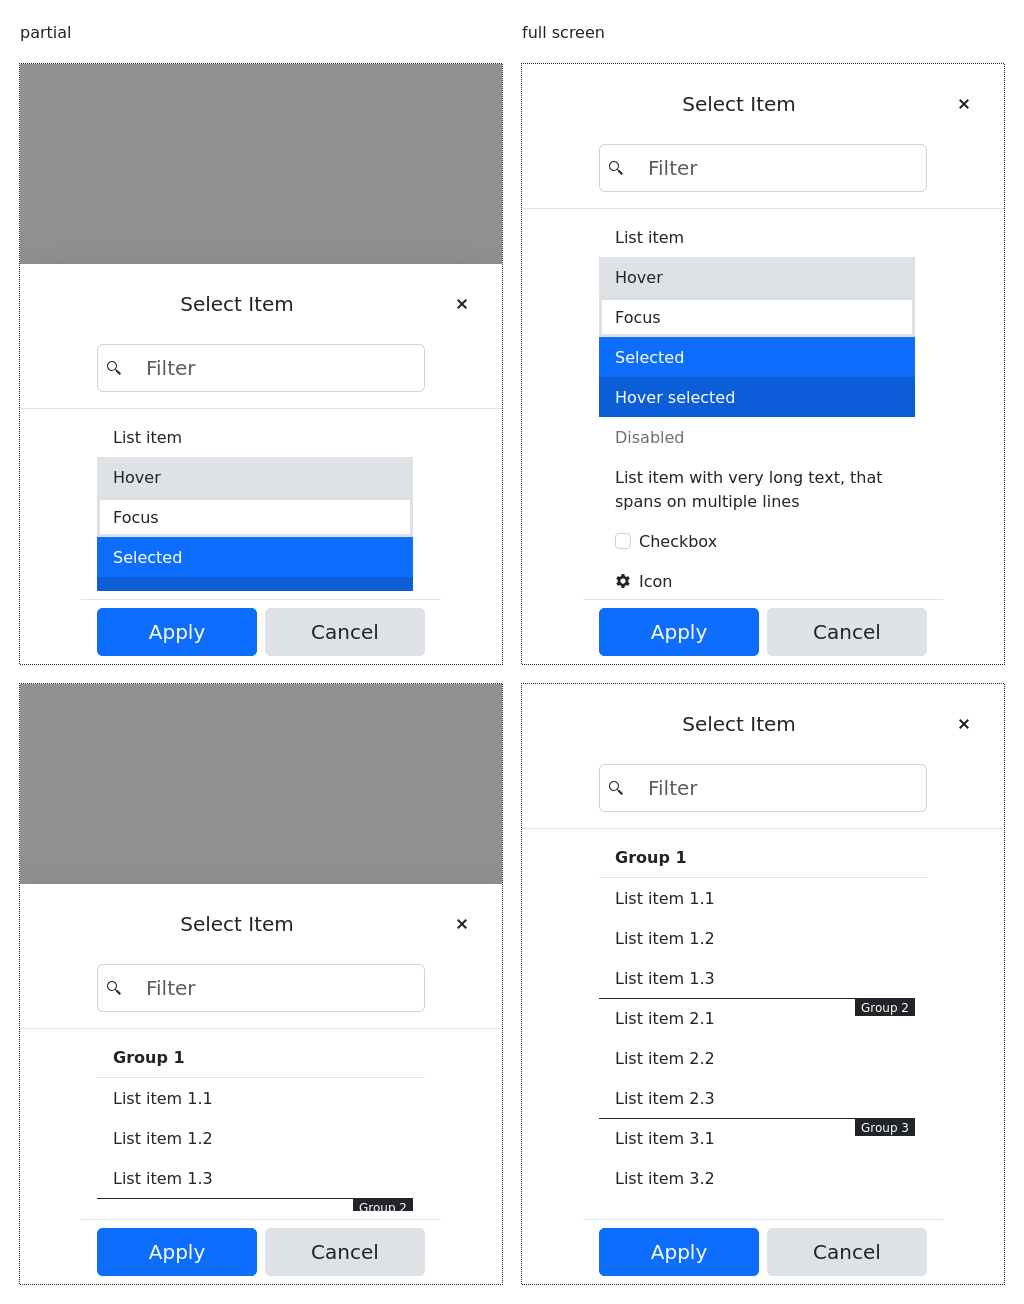 partial
full screen
Select Item
Filter
List item
Hover
Focus
Selected
Apply
Cancel
Select Item
Filter
List item
Hover
Focus
Selected
Hover selected
Disabled
List item with very long text, that
spans on multiple lines
Checkbox
Icon
Apply
Cancel
Select Item
Filter
Group 1
List item 1.1
List item 1.2
List item 1.3
Group 2
Apply
Cancel
Select Item
Filter
Group 1
List item 1.1
List item 1.2
List item 1.3
Group 2
List item 2.1
List item 2.2
List item 2.3
Group 3
List item 3.1
List item 3.2
Apply
Cancel